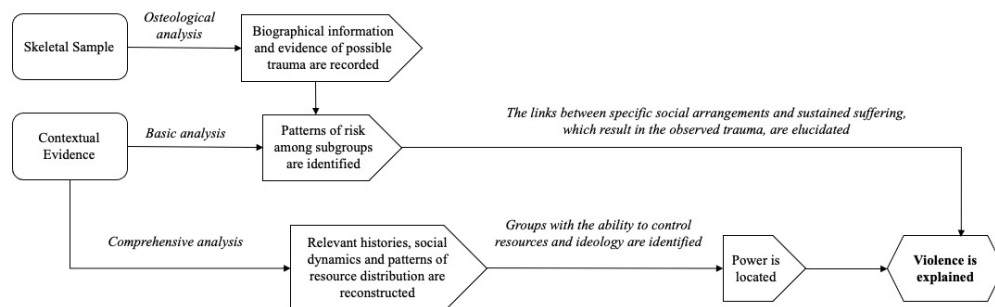 Osteological
analysis
Skeletal Sample
Biographical information
and evidence of possible
trauma are recorded
Contextual
Evidence
Basic analysis
Patterns of risk
among subgroups
are identified
The links between specific social arrangements and sustained suffering,
which result in the observed trauma, are elucidated
Comprehensive analysis
Relevant histories, social
dynamics and patterns of
resource distribution are
reconstructed
Groups with the ability to control
resources and ideology are identified
Power is
located
Violence is
explained